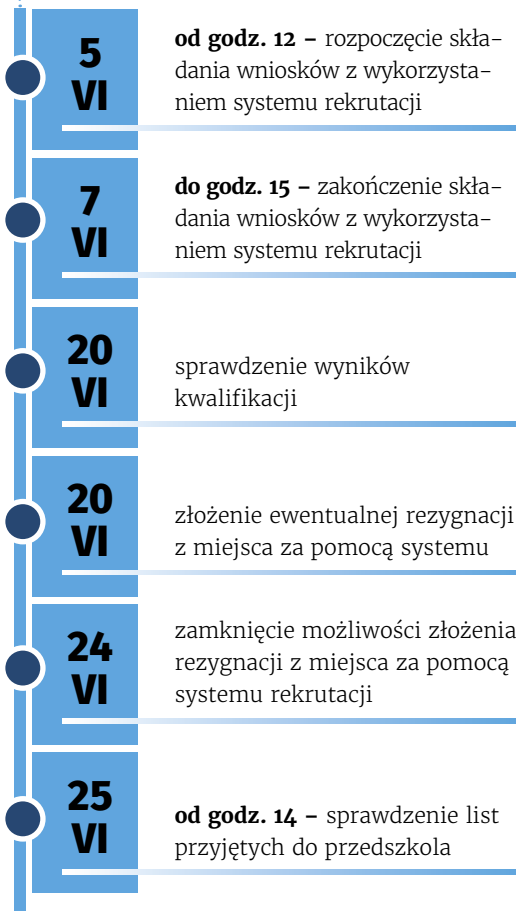 5
VI
od godz. 12 – rozpoczęcie skła-
dania wniosków z wykorzysta-
niem systemu rekrutacji
7
VI
do godz. 15 – zakończenie skła-
dania wniosków z wykorzysta-
niem systemu rekrutacji
20
VI
sprawdzenie wyników
kwalifikacji
20
VI
złożenie ewentualnej rezygnacji
z miejsca za pomocą systemu
24
VI
zamknięcie możliwości złożenia
rezygnacji z miejsca za pomocą
systemu rekrutacji
25
VI
od godz. 14 – sprawdzenie list
przyjętych do przedszkola